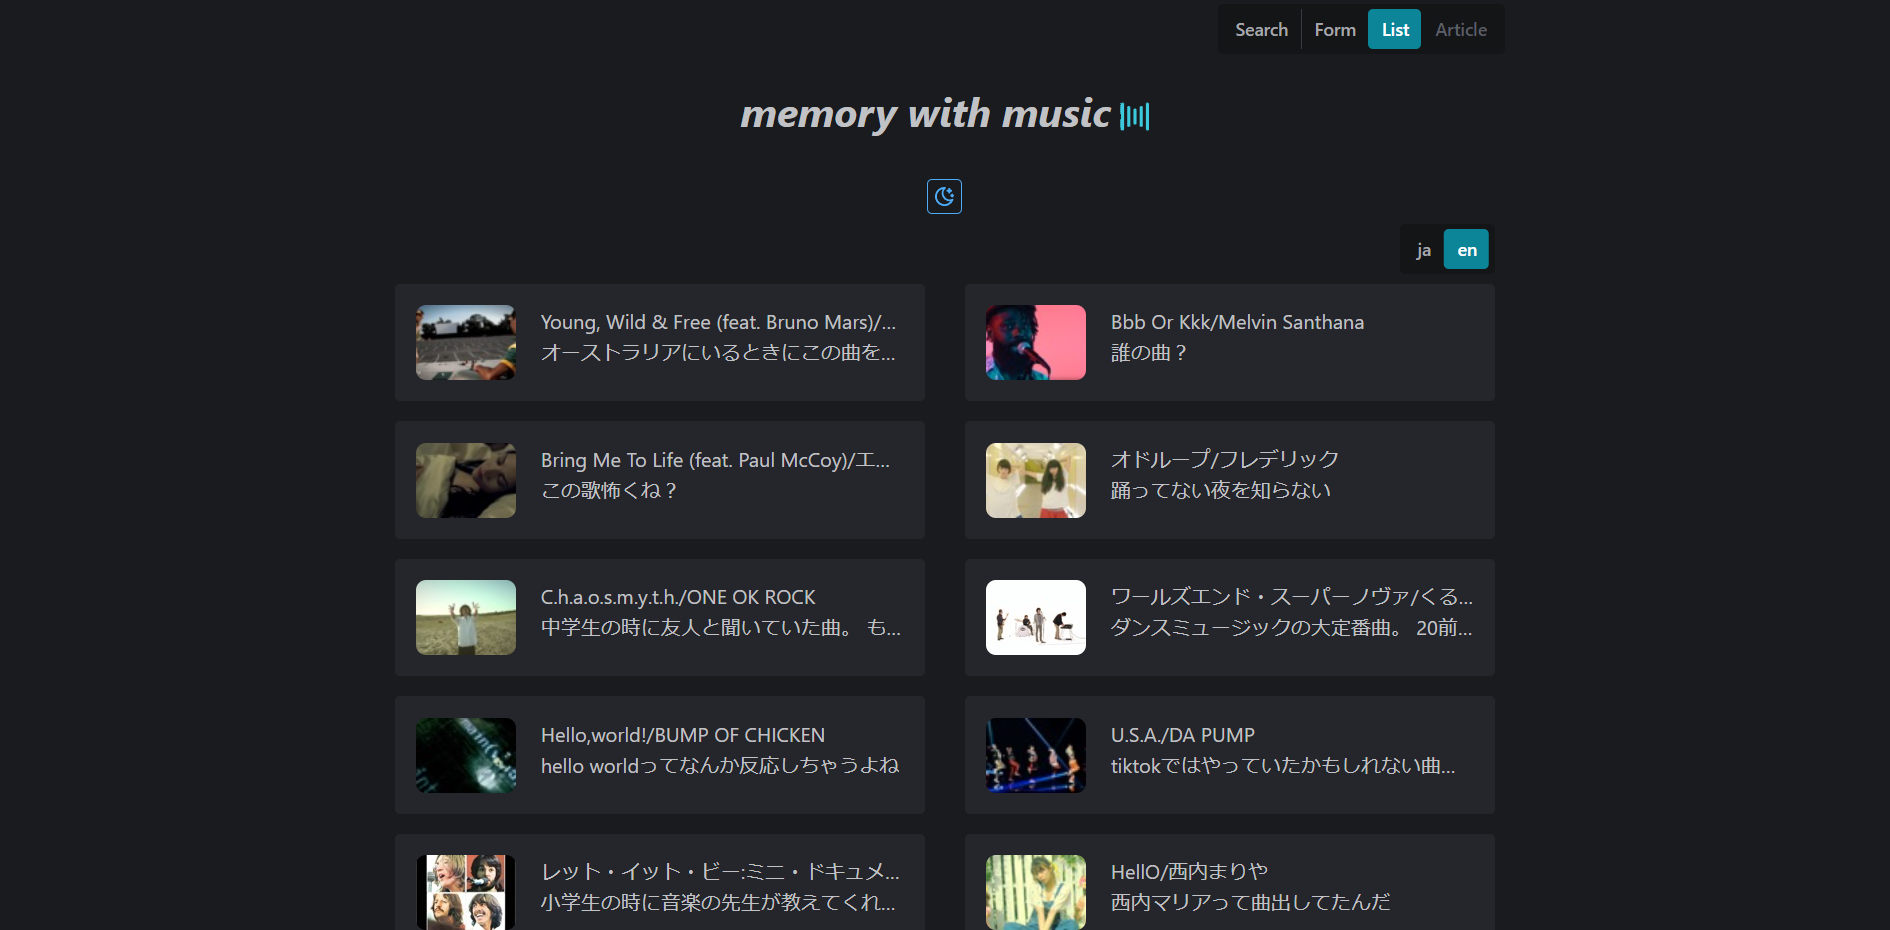 Search
Form
List
Article
memory with music
ja
en
Young, Wild & Free (feat. Bruno Mars)/...
オーストラリアにいるときにこの曲を...
Bbb Or Kkk/Melvin Santhana
誰の曲？
Bring Me To Life (feat. Paul McCoy)/エ...
この歌怖くね？
オドループ/フレデリック
踊ってない夜を知らない
C.h.a.o.s.m.y.t.h./ONE OK ROCK
中学生の時に友人と聞いていた曲。 も...
ワールズエンド・スーパーノヴァ/くる...
ダンスミュージックの大定番曲。 20前...
Hello,world!/BUMP OF CHICKEN
hello worldってなんか反応しちゃうよね
U.S.A./DA PUMP
tiktokではやっていたかもしれない曲...
レット・イット・ビー:ミニ・ドキュメ...
小学生の時に音楽の先生が教えてくれ...
HellO/西内まりや
西内マリアって曲出してたんだ